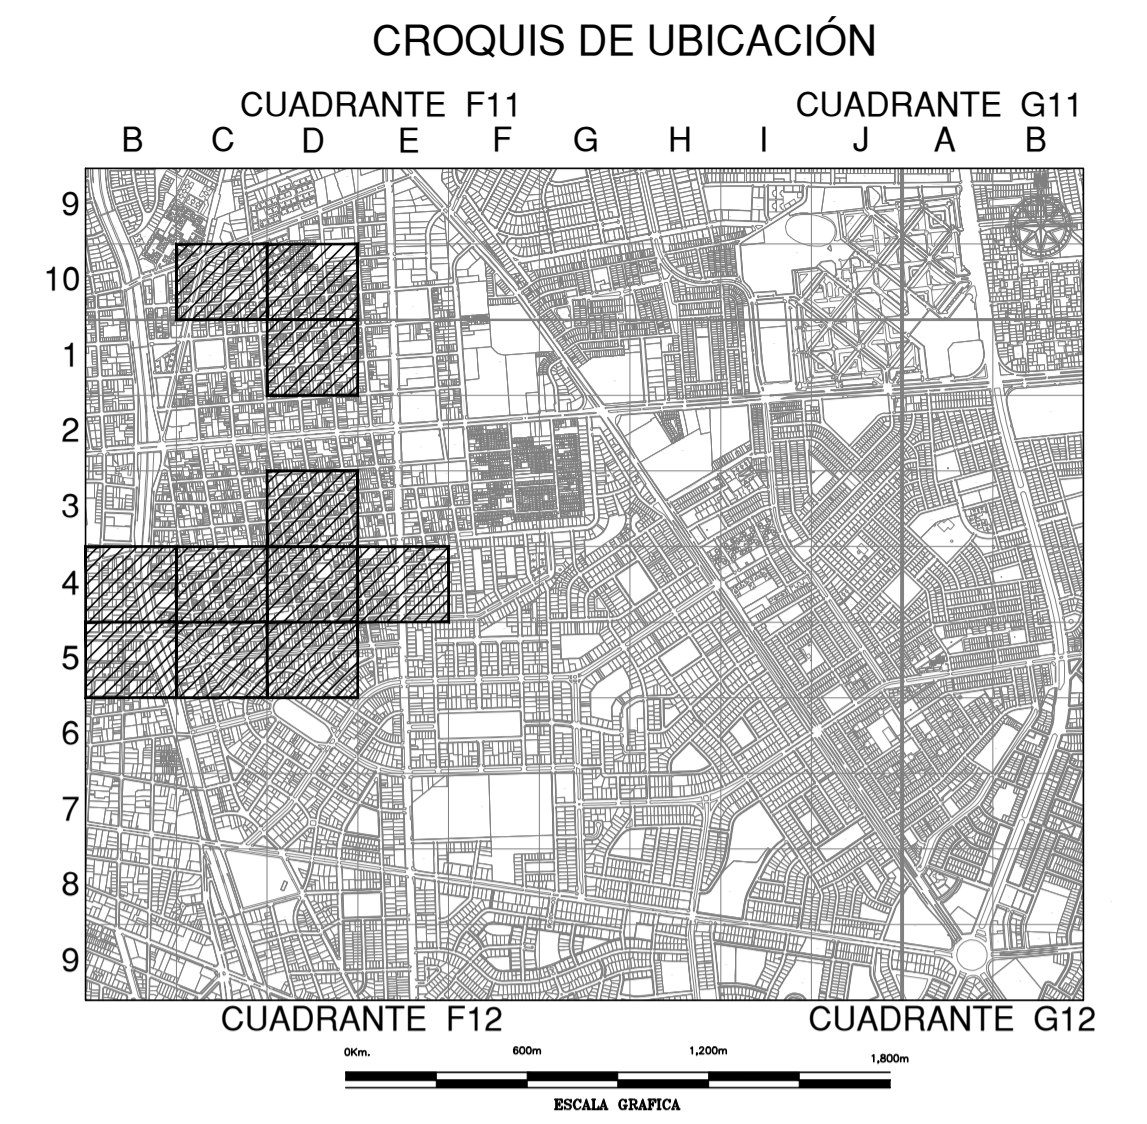 CROQUIS DE UBICACIÓN
CUADRANTE F11 CUADRANTE G11
B C D E F G H I J A B
9
10
1
2
3
4
5
6
7
8
9
CUADRANTE F12 CUADRANTE G12
0Km. 600m 1,200m 1,800m
ESCALA GRAFICA